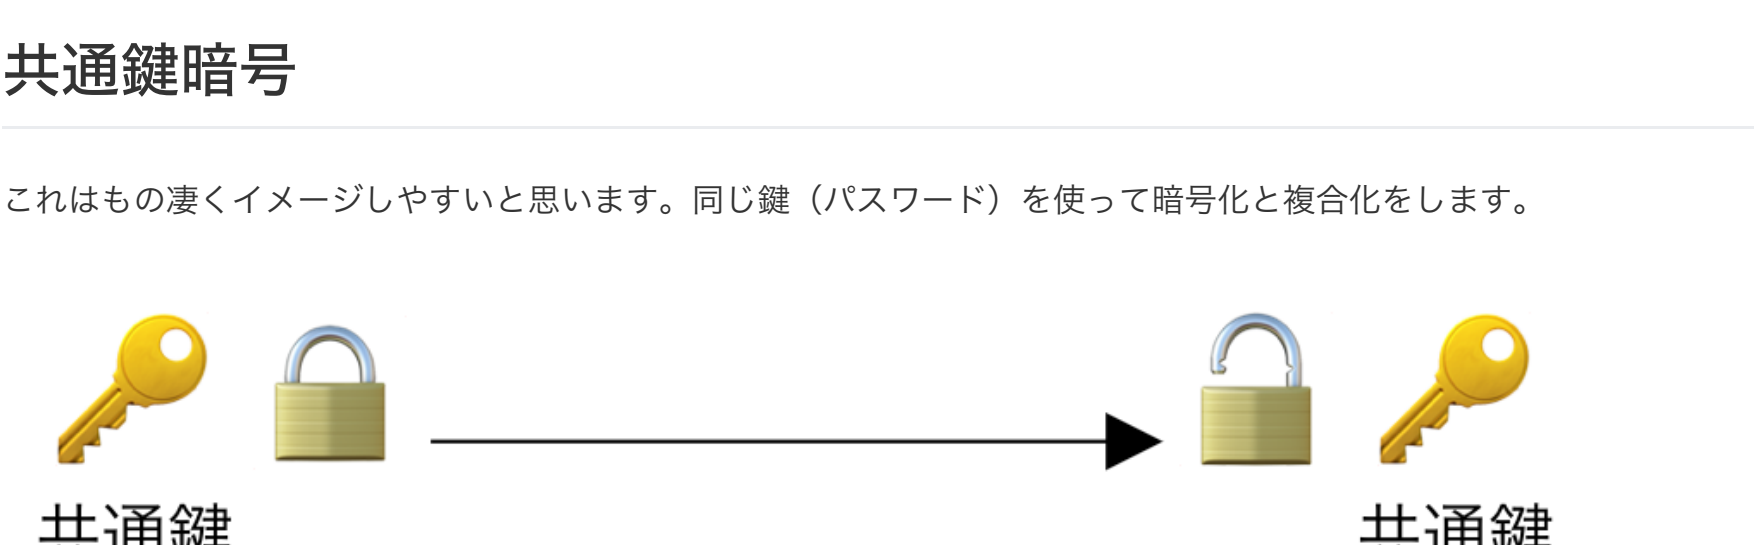 共通鍵暗号
これはもの凄くイメージしやすいと思います。同じ鍵（パスワード）を使って暗号化と複合化をします。
共通鍵
共通鍵